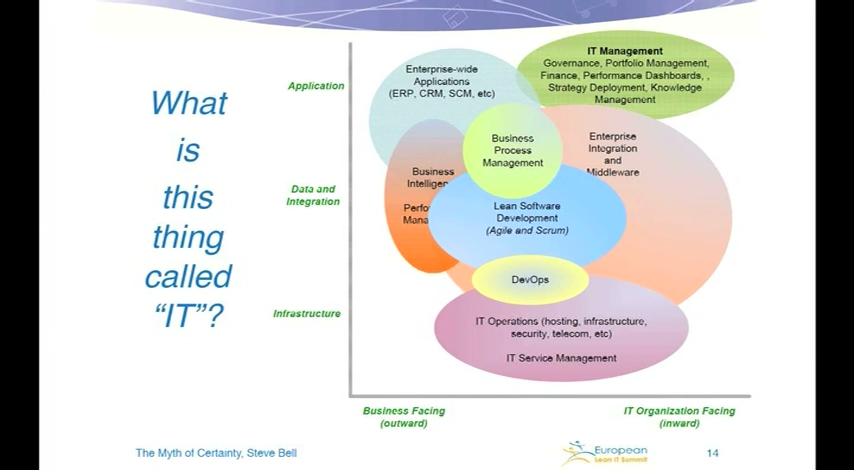 What
is
this
thing
called
“IT”?
Application
Data and
Integration
Infrastructure
Enterprise-wide
Applications
(ERP, CRM, SCM, etc)
IT Management
Governance, Portfolio Management,
Finance, Performance Dashboards, ,
Strategy Deployment, Knowledge
Management
Business
Process
Management
Enterprise
Integration
and
Middleware
Business
Intelligen
Perfo
Mana
Lean Software
Development
(Agile and Scrum)
DevOps
IT Operations (hosting, infrastructure,
security, telecom, etc)
IT Service Management
Business Facing
(outward)
IT Organization Facing
(inward)
The Myth of Certainty, Steve Bell
European
Lean IT Summit
14